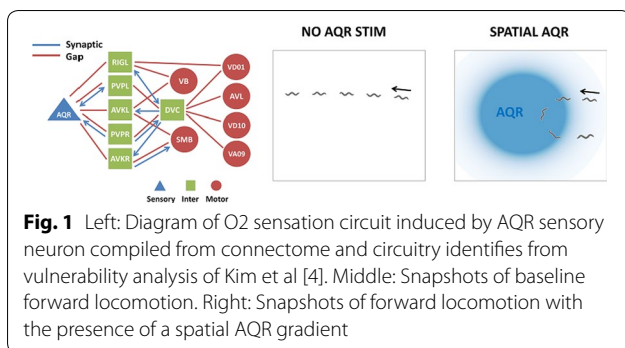 Synaptic
Gap
AQR
RIGL
PVPL
AVKL
PVPR
AVKR
VB
DVC
SMB
VD01
AVL
VD10
VA09
Sensory Inter Motor
NO AQR STIM
SPATIAL AQR
AQR
Fig. 1 Left: Diagram of O2 sensation circuit induced by AQR sensory
neuron compiled from connectome and circuitry identifies from
vulnerability analysis of Kim et al [4]. Middle: Snapshots of baseline
forward locomotion. Right: Snapshots of forward locomotion with
the presence of a spatial AQR gradient